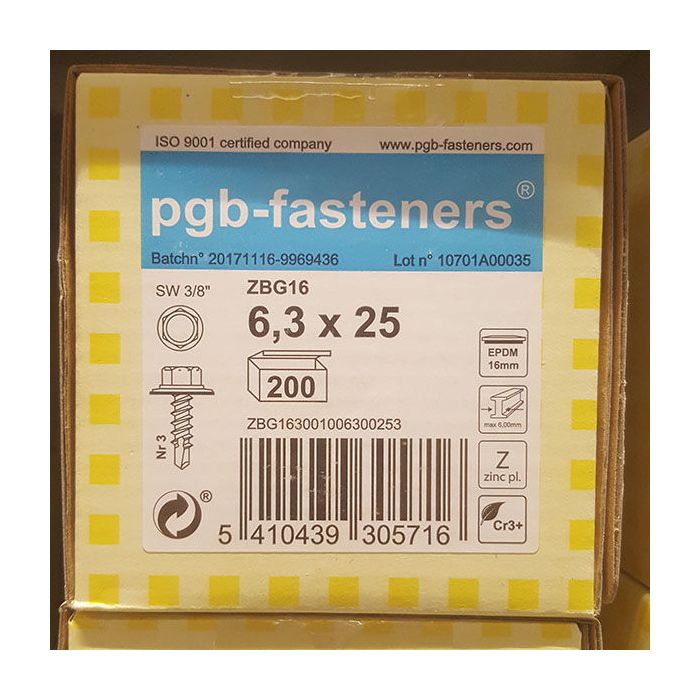 ISO 9001 certified company www.pgb-fasteners.com
pgb-fasteners®
Batchn° 20171116-9969436 Lot n° 10701A00035
SW 3/8" ZBG16
6,3 x 25
200
EPDM
16mm
max 6,00mm
Nr 3
ZBG163001006300253
Z
zinc pl.
®
Cr3+
5 410439 305716